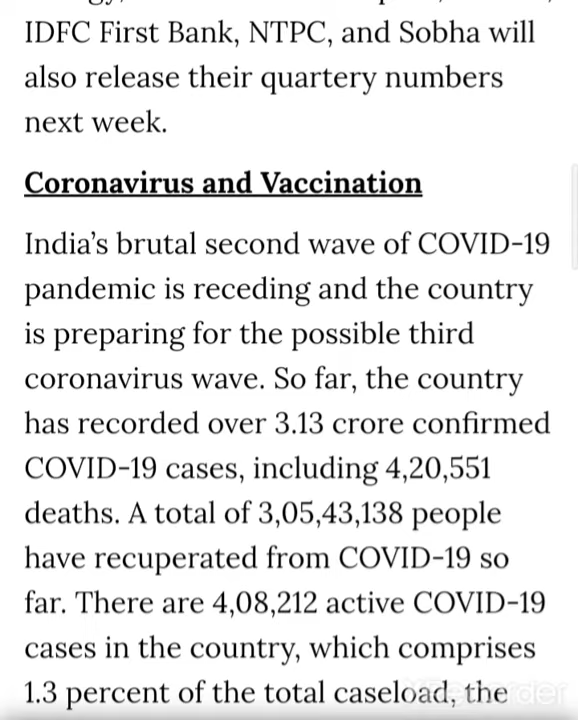 IDFC First Bank, NTPC, and Sobha will
also release their quartery numbers
next week.
Coronavirus and Vaccination
India's brutal second wave of COVID-19
pandemic is receding and the country
is preparing for the possible third
coronavirus wave. So far, the country
has recorded over 3.13 crore confirmed
COVID-19 cases, including 4,20,551
deaths. A total of 3,05,43,138 people
have recuperated from COVID-19 so
far. There are 4,08,212 active COVID-19
cases in the country, which comprises
1.3 percent of the total caseload, the